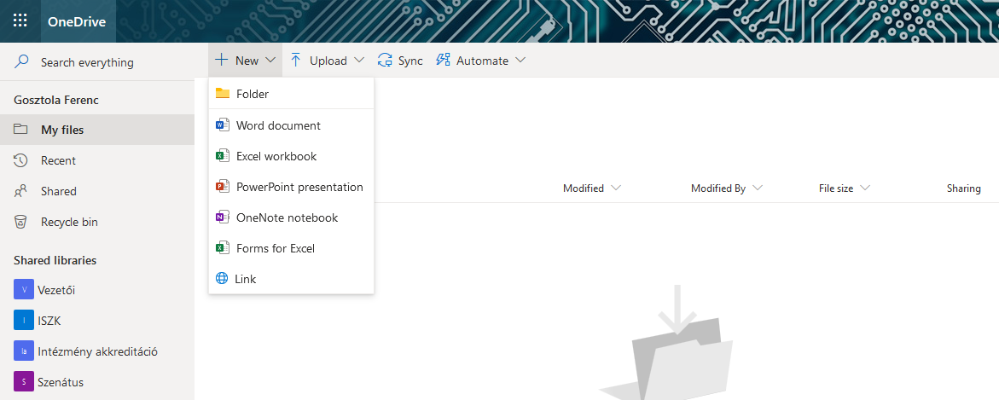 OneDrive
Search everything
New Upload Sync Automate
Gosztola Ferenc
My files
Recent
Shared
Recycle bin
Shared libraries
V Vezetői
I ISZK
Ia Intézmény akkreditáció
S Szenátus
Folder
Word document
Excel workbook
PowerPoint presentation
OneNote notebook
Forms for Excel
Link
Modified Modified By File size Sharing